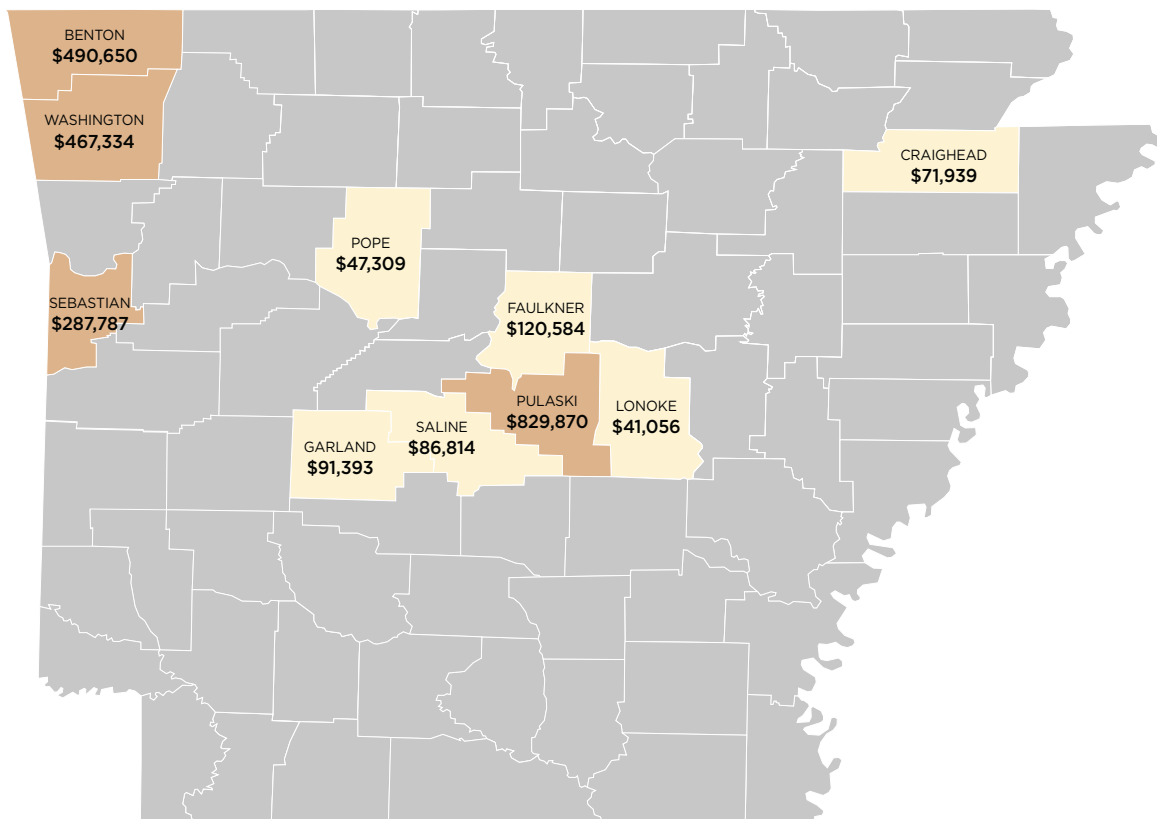 BENTON
$490,650
WASHINGTON
$467,334
CRAIGHEAD
$71,939
POPE
$47,309
SEBASTIAN
$287,787
FAULKNER
$120,584
PULASKI
$829,870
LONOKE
$41,056
SALINE
$86,814
GARLAND
$91,393